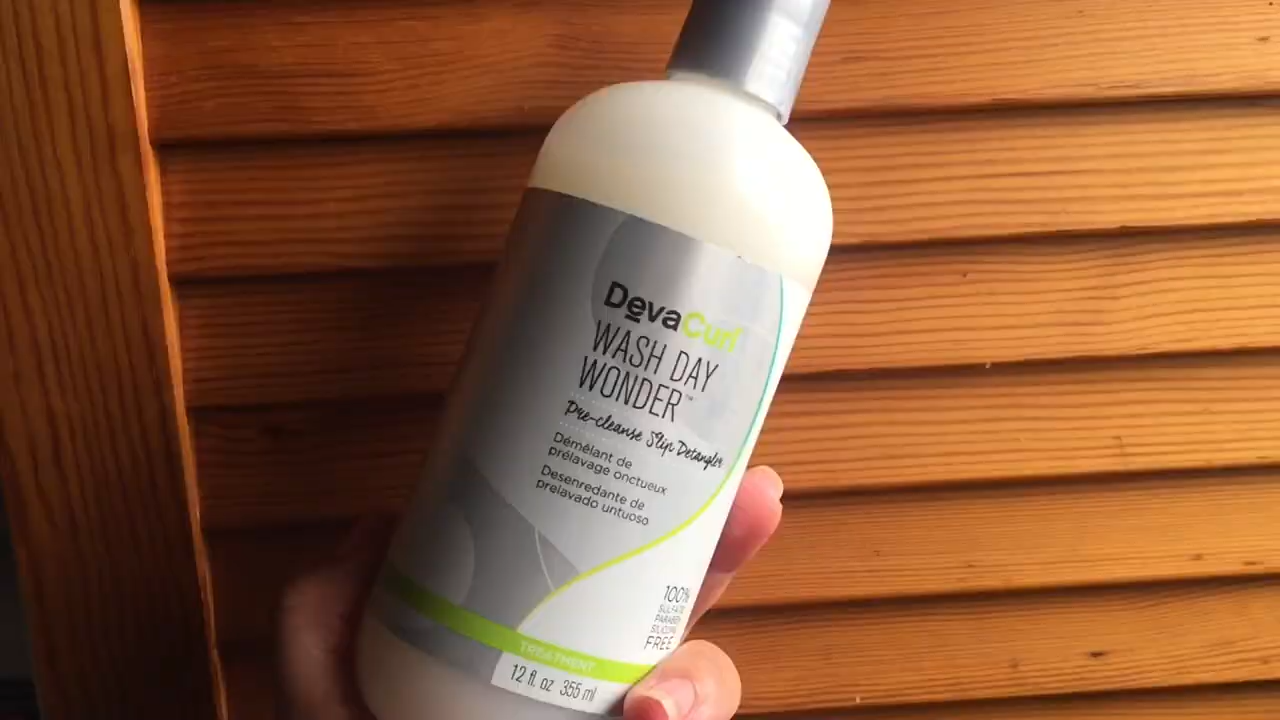 DevaCurl
WASH DAY
WONDER™
Pre-cleanse Slip Detangler
Démêlant de
prélavage onctueux
Desenredante de
prelavado untuoso
100%
SULFATE
PARABEN
SILICONE
FREE
TREATMENT
12 fl. oz 355 ml